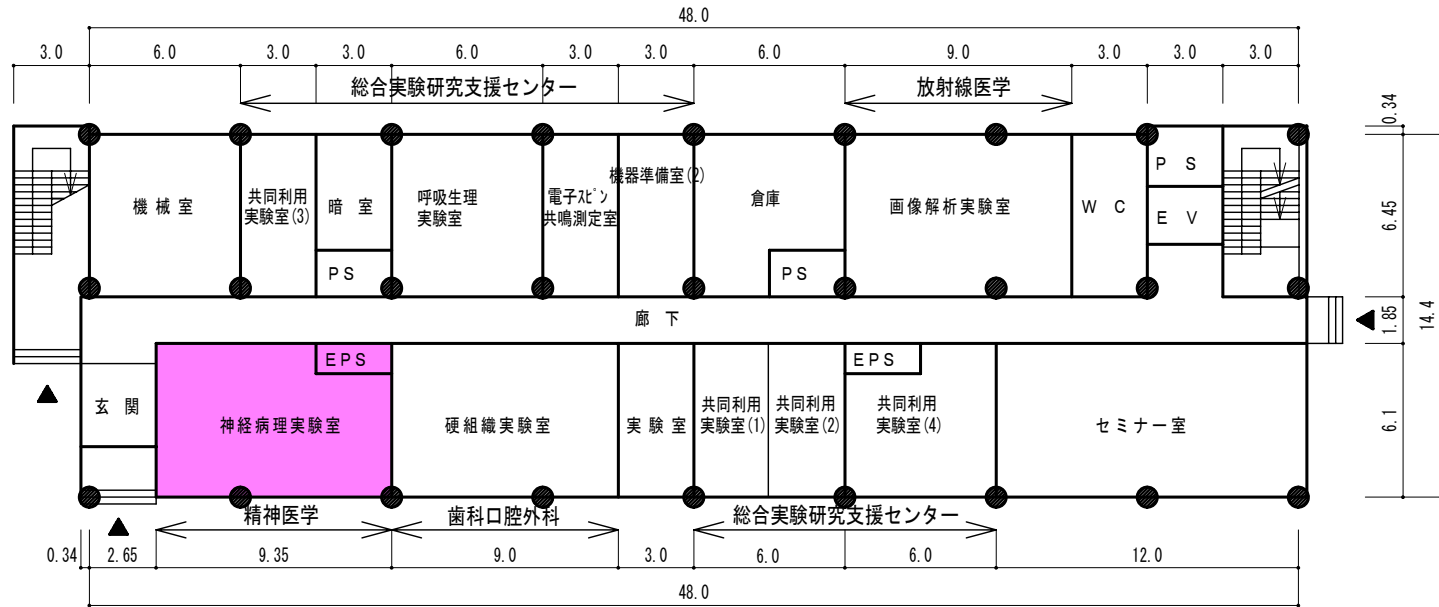 48.0
3.0 6.0 3.0 3.0 6.0 3.0 3.0 6.0 9.0 3.0 3.0 3.0
総合実験研究支援センター 放射線医学
0.34
機械室
共同利用
実験室(3)
暗室
PS
呼吸生理
実験室
電子スピン
共鳴測定室
機器準備室(2)
倉庫
PS
画像解析実験室
WC
PS
EV
6.45
廊下
1.85
14.4
玄関
EPS
神経病理実験室
硬組織実験室
実験室
共同利用
実験室(1)
共同利用
実験室(2)
EPS
共同利用
実験室(4)
セミナー室
6.1
精神医学 歯科口腔外科 総合実験研究支援センター
0.34 2.65 9.35 9.0 3.0 6.0 6.0 12.0
48.0